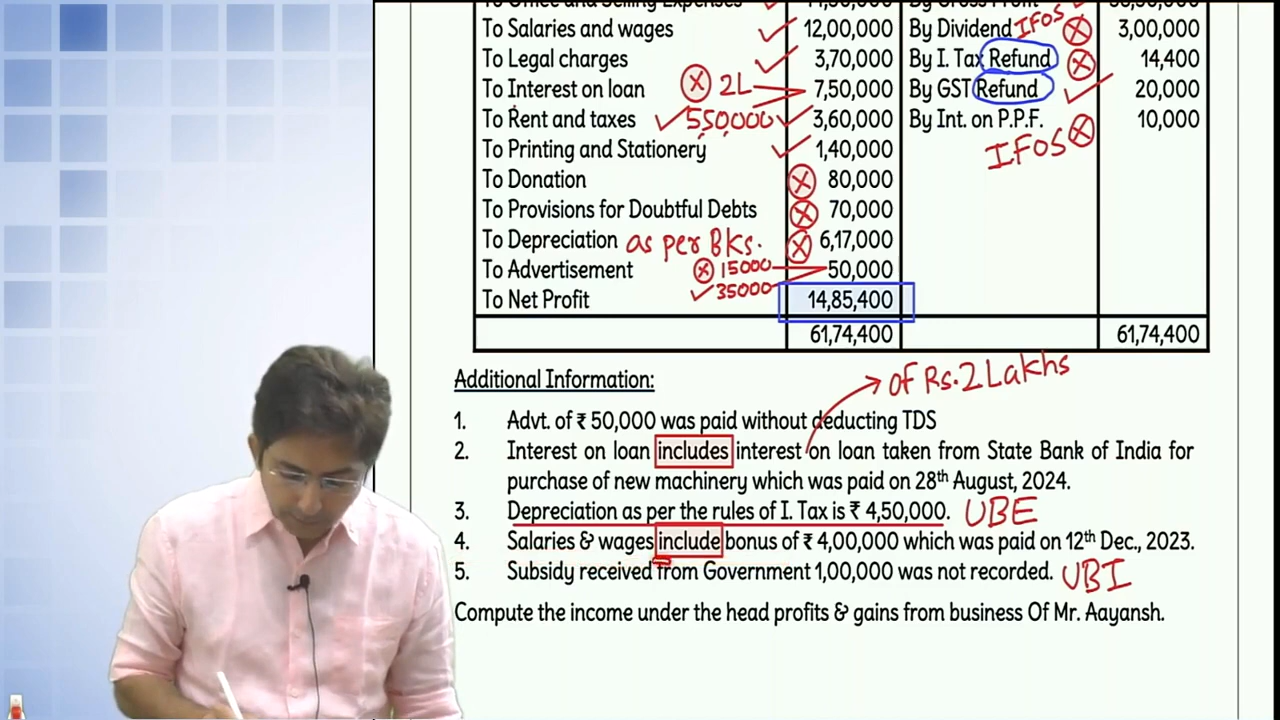 To Office and Selling Expenses
To Salaries and wages 12,00,000 By Dividend IFOS 3,00,000
To Legal charges 3,70,000 By I. Tax Refund 14,400
To Interest on loan 2L 7,50,000 By GST Refund 20,000
To Rent and taxes 550000 3,60,000 By Int. on P.P.F. 10,000
IFOS
To Printing and Stationery 1,40,000
To Donation 80,000
To Provisions for Doubtful Debts 70,000
To Depreciation as per Bks. 6,17,000
To Advertisement 15000 50,000
35000
To Net Profit 14,85,400
61,74,400 61,74,400
of Rs.2 Lakhs
Additional Information:
1. Advt. of ₹ 50,000 was paid without deducting TDS
2. Interest on loan includes interest on loan taken from State Bank of India for
purchase of new machinery which was paid on 28th August, 2024.
3. Depreciation as per the rules of I. Tax is ₹ 4,50,000. UBE
4. Salaries & wages include bonus of ₹ 4,00,000 which was paid on 12th Dec., 2023.
5. Subsidy received from Government 1,00,000 was not recorded. UBI
Compute the income under the head profits & gains from business Of Mr. Aayansh.